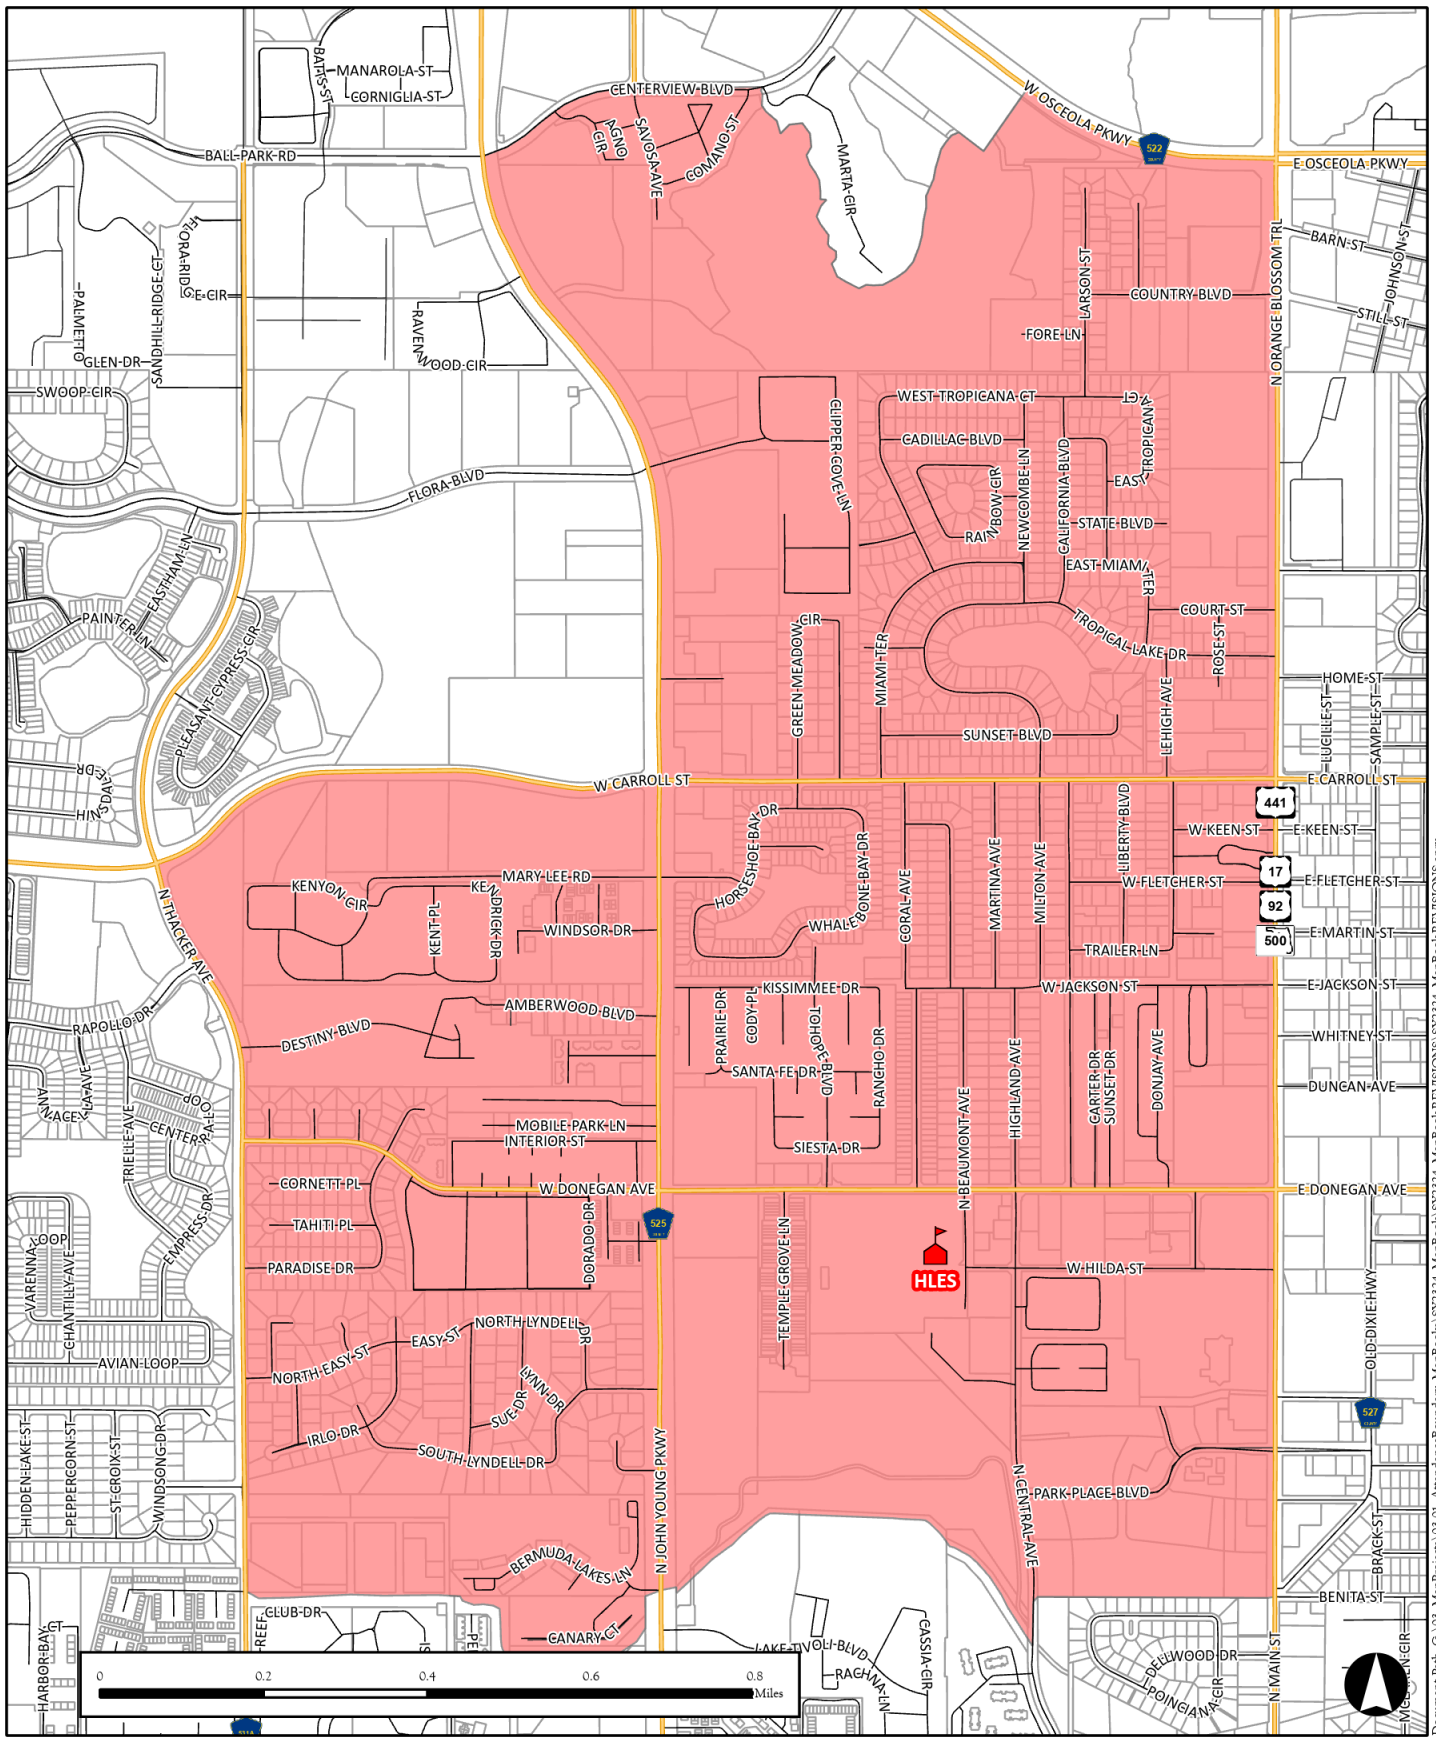 MANAROLA ST
CORNIGLIA ST
BATTIS ST
CENTERVIEW BLVD
W OSCEOLA PKWY
522
E OSCEOLA PKWY
BALL PARK RD
AGNO CIR
SAVOSA AVE
COMANO ST
MARTA CIR
FLORA RIDGE CIR
SANDHILL RIDGE CT
PALMETTO
GLEN DR
SWOOP CIR
RAVENWOOD CIR
LARSON ST
COUNTRY BLVD
FORE LN
N ORANGE BLOSSOM TRL
BARN ST
JOHNSON ST
STILL ST
WEST TROPICANA CT
CADILLAC BLVD
CLIPPER COVE LN
RAINBOW CIR
NEWCOMBE LN
CALIFORNIA BLVD
EAST TROPICANA CT
STATE BLVD
EAST MIAMI TER
FLORA BLVD
EASTHAM LN
PAINTER LN
PLEASANT CYPRESS CIR
HINSDALE DR
GREEN MEADOW CIR
MIAMI TER
TROPICAL LAKE DR
COURT ST
ROSE ST
LEHIGH AVE
SUNSET BLVD
HOME ST
LUCILLE ST
SAMPLE ST
W CARROLL ST
E CARROLL ST
441
17
92
500
W KEEN ST
E KEEN ST
W FLETCHER ST
E FLETCHER ST
E MARTIN ST
LIBERTY BLVD
TRAILER LN
MILTON AVE
MARTINA AVE
CORAL AVE
HORSESHOE BAY DR
WHALEBONE BAY DR
MARY LEE RD
KENYON CIR
KENT PL
KENDRICK DR
WINDSOR DR
N THACKER AVE
AMBERWOOD BLVD
DESTINY BLVD
RAPOLLO DR
KISSIMMEE DR
PRAIRIE DR
CODY PL
TOHOPE BLVD
RANCHO DR
SANTA FE DR
SIESTA DR
W JACKSON ST
E JACKSON ST
WHITNEY ST
DUNCAN AVE
N BEAUMONT AVE
HIGHLAND AVE
CARTER DR
SUNSET DR
DONJAY AVE
TRIELLE AVE
EMPRESS DR
MOBILE PARK LN
INTERIOR ST
W DONEGAN AVE
E DONEGAN AVE
CORNETT PL
TAHITI PL
PARADISE DR
DORADO DR
525
TEMPLE GROVE LN
HLES
W HILDA ST
OLD DIXIE HWY
527
VARENNA LOOP
CHANTILLY AVE
AVIAN LOOP
NORTH EASY ST
EASY ST
NORTH LYNDELL DR
LYNN DR
SUE DR
IRLO DR
SOUTH LYNDELL DR
HIDDEN LAKE ST
PEPPERCORN ST
ST CROIX ST
WINDSONG DR
N JOHN YOUNG PKWY
N CENTRAL AVE
PARK PLACE BLVD
BERMUDA LAKES LN
CANARY CT
BRACK ST
BENITA ST
HARBOR BAY CT
REEF CLUB DR
LAKE TIVOLI BLVD
RACHNA LN
CASSIA CIR
DELLWOOD DR
POINCIANA CIR
N MAIN ST
0 0.2 0.4 0.6 0.8
Miles